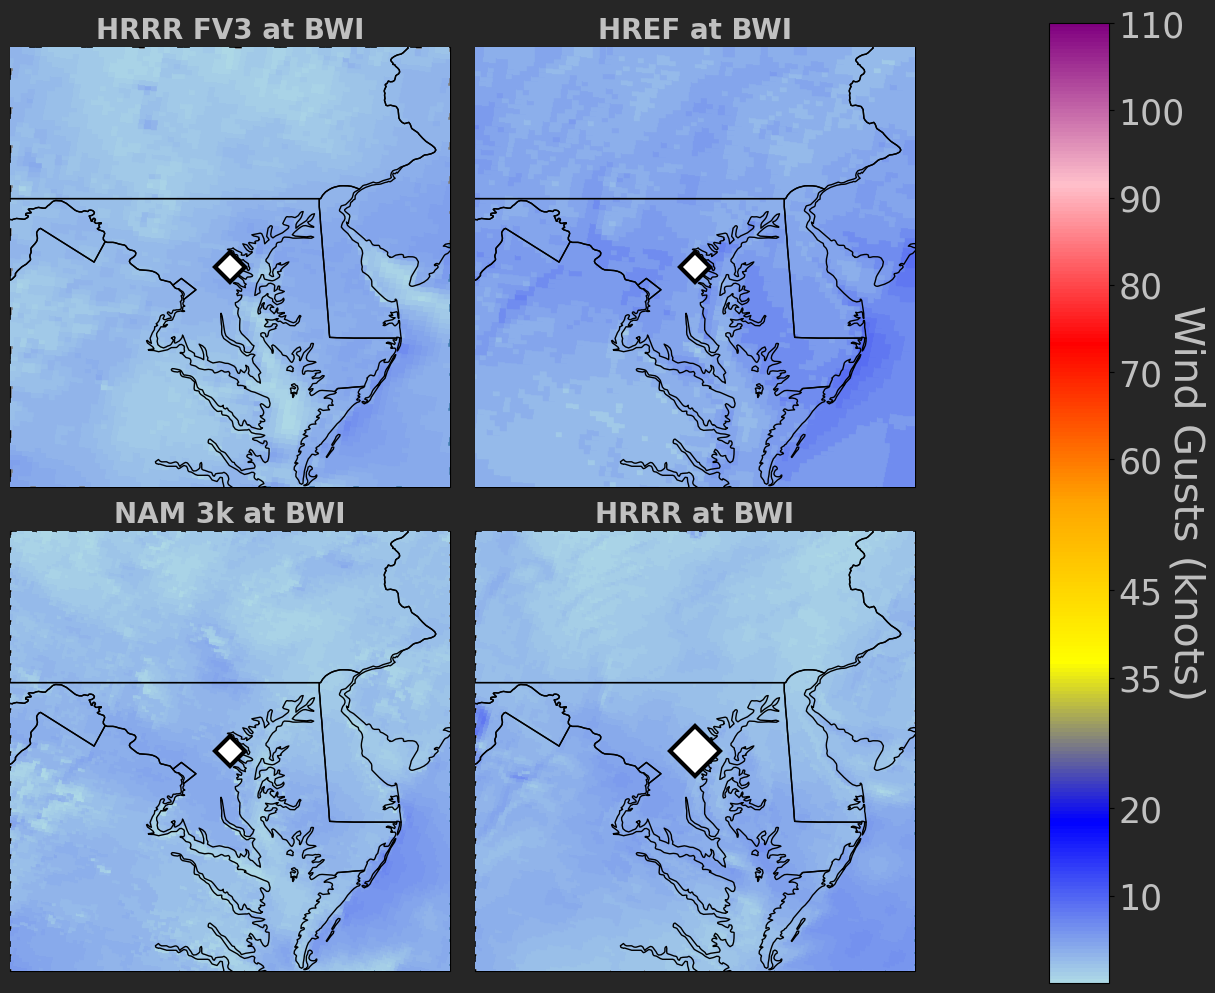 HRRR FV3 at BWI
HREF at BWI
NAM 3k at BWI
HRRR at BWI
110
100
90
80
70
60
45
35
20
10
Wind Gusts (knots)